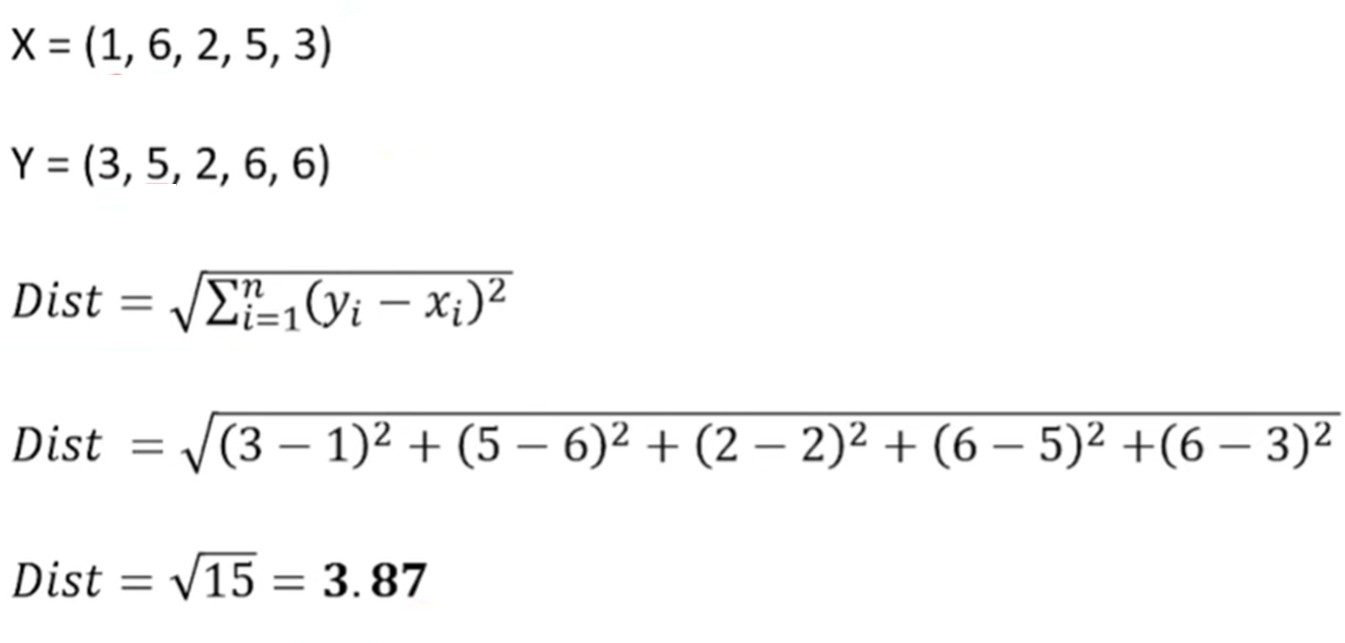 X = (1, 6, 2, 5, 3)
Y = (3, 5, 2, 6, 6)
Dist = √∑ⁿᵢ₌₁(yᵢ − xᵢ)²
Dist = √(3 − 1)² + (5 − 6)² + (2 − 2)² + (6 − 5)² +(6 − 3)²
Dist = √15 = 3.87